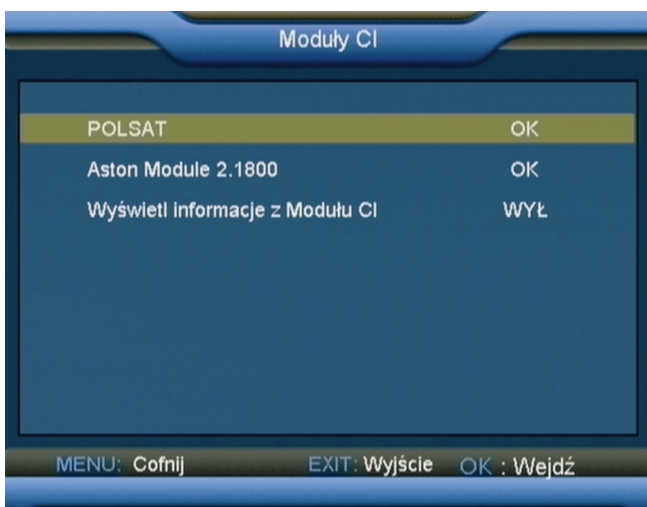 Moduły CI
POLSAT OK
Aston Module 2.1800 OK
Wyświetl informacje z Modułu CI WYŁ
MENU: Cofnij EXIT: Wyjście OK : Wejdź